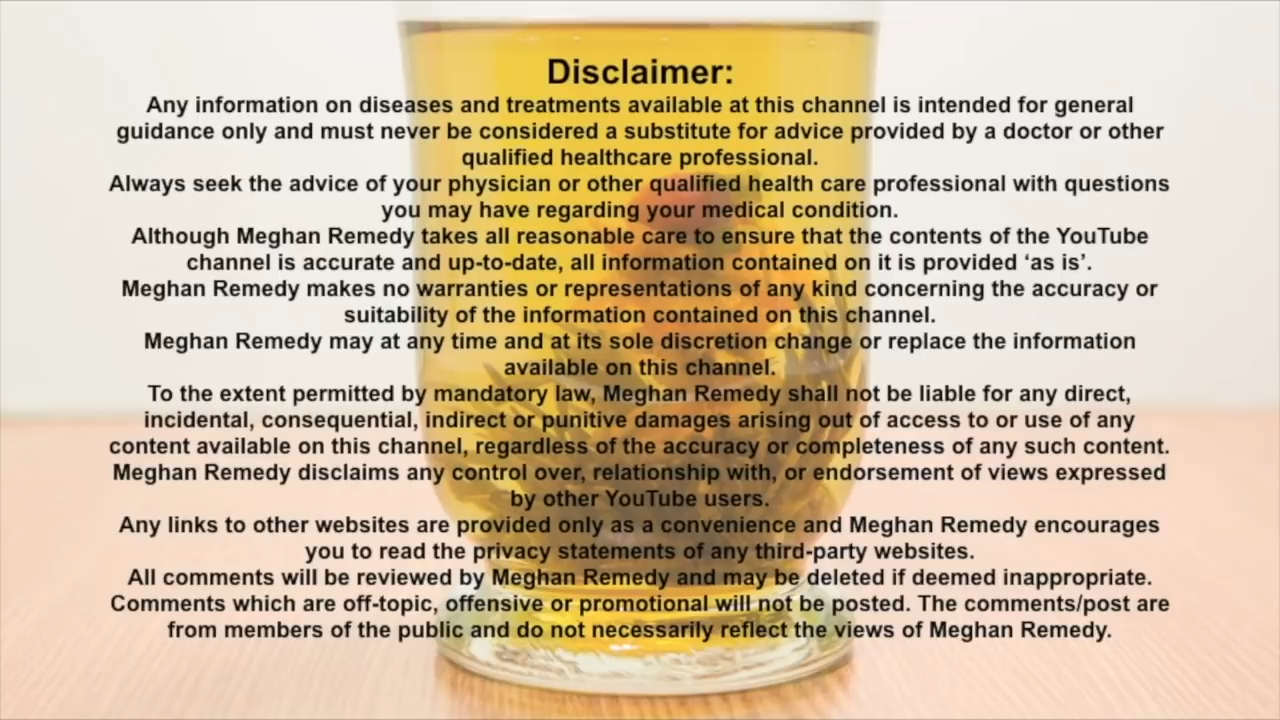 Disclaimer:
Any information on diseases and treatments available at this channel is intended for general
guidance only and must never be considered a substitute for advice provided by a doctor or other
qualified healthcare professional.
Always seek the advice of your physician or other qualified health care professional with questions
you may have regarding your medical condition.
Although Meghan Remedy takes all reasonable care to ensure that the contents of the YouTube
channel is accurate and up-to-date, all information contained on it is provided ‘as is’.
Meghan Remedy makes no warranties or representations of any kind concerning the accuracy or
suitability of the information contained on this channel.
Meghan Remedy may at any time and at its sole discretion change or replace the information
available on this channel.
To the extent permitted by mandatory law, Meghan Remedy shall not be liable for any direct,
incidental, consequential, indirect or punitive damages arising out of access to or use of any
content available on this channel, regardless of the accuracy or completeness of any such content.
Meghan Remedy disclaims any control over, relationship with, or endorsement of views expressed
by other YouTube users.
Any links to other websites are provided only as a convenience and Meghan Remedy encourages
you to read the privacy statements of any third-party websites.
All comments will be reviewed by Meghan Remedy and may be deleted if deemed inappropriate.
Comments which are off-topic, offensive or promotional will not be posted. The comments/post are
from members of the public and do not necessarily reflect the views of Meghan Remedy.